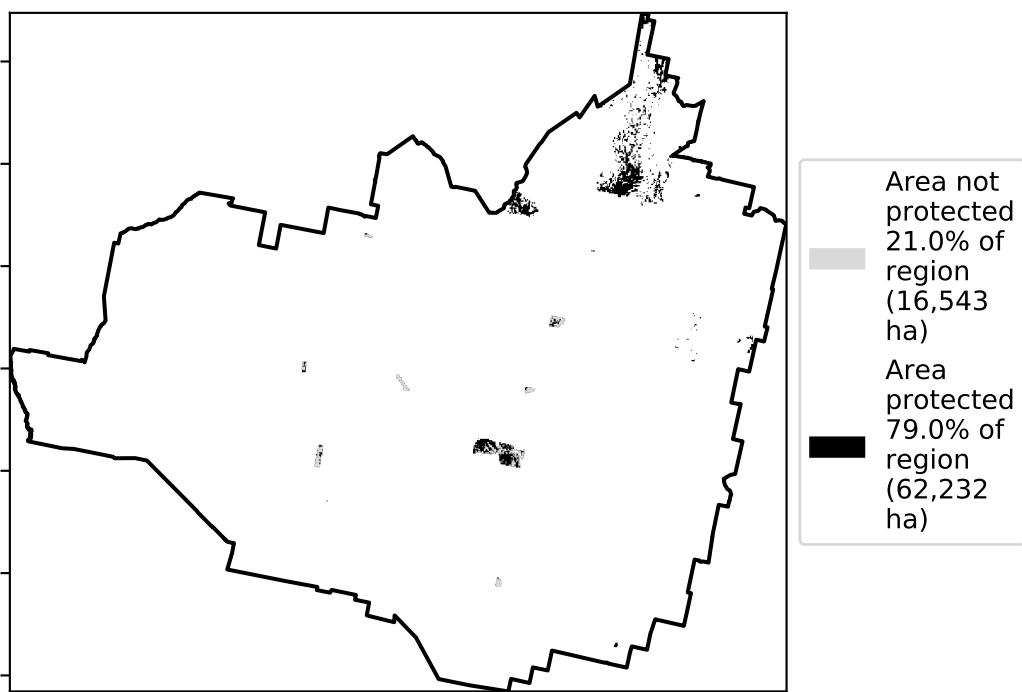 Area not
protected
21.0% of
region
(16,543
ha)
Area
protected
79.0% of
region
(62,232
ha)